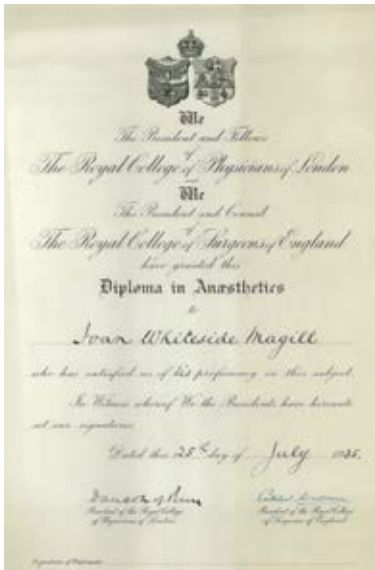 We
The President and Fellows
of
The Royal College of Physicians of London
and
We
The President and Council
of
The Royal College of Surgeons of England
have granted this
Diploma in Anæsthetics
to
Ivan Whiteside Magill
who has satisfied us of his proficiency in this subject.
In Witness whereof We the Presidents have hereunto
set our signatures.
Dated this 25th day of July 1935.
Dawson of Penn
President of the Royal College President of the Royal College
of Physicians of London of Surgeons of England